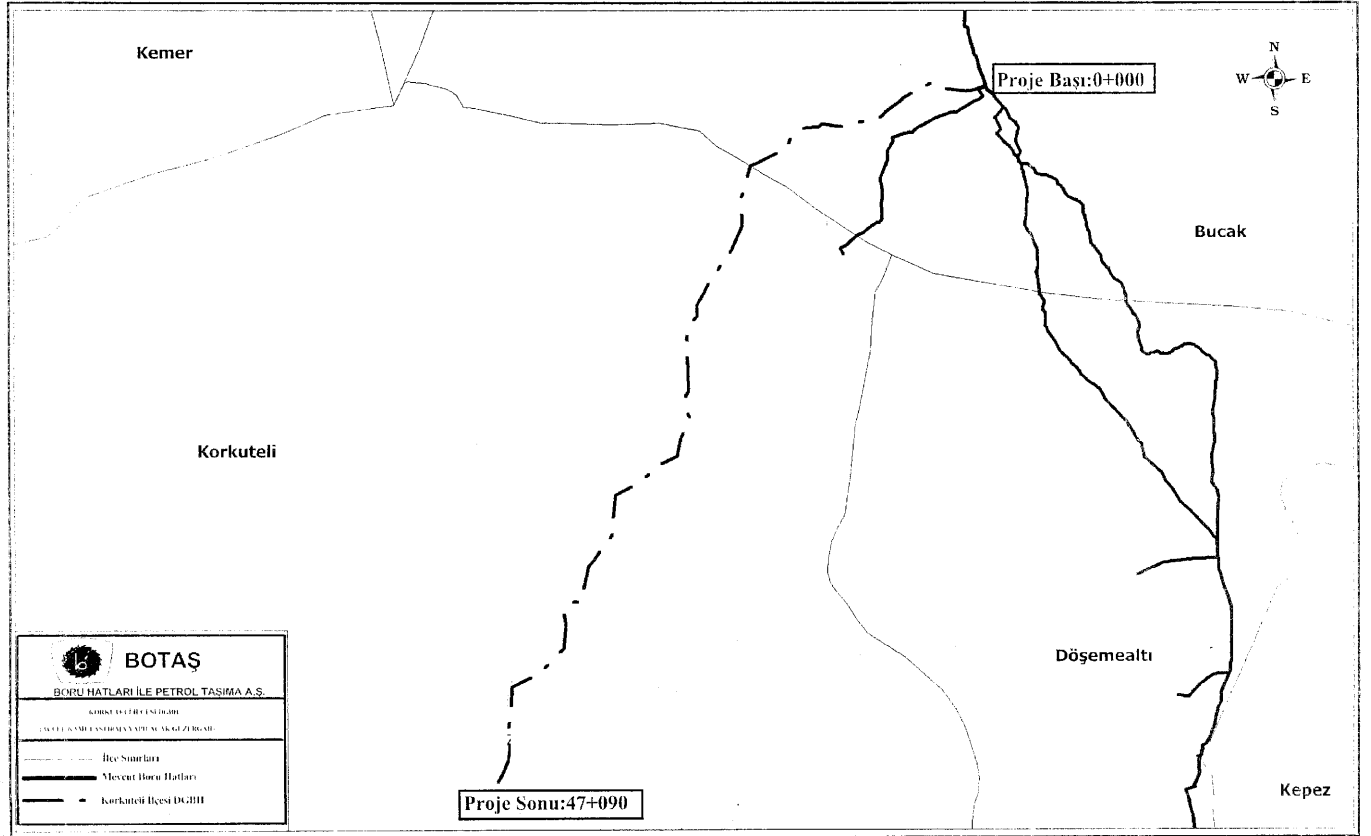 Kemer
N
W
E
S
Proje Başı:0+000
Bucak
Korkuteli
Döşemealtı
Kepez
BOTAŞ
BORU HATLARI İLE PETROL TAŞIMA A.Ş.
İlçe Sınırları
Mevcut Boru Hatları
Korkuteli İlçesi DGBH
Proje Sonu:47+090